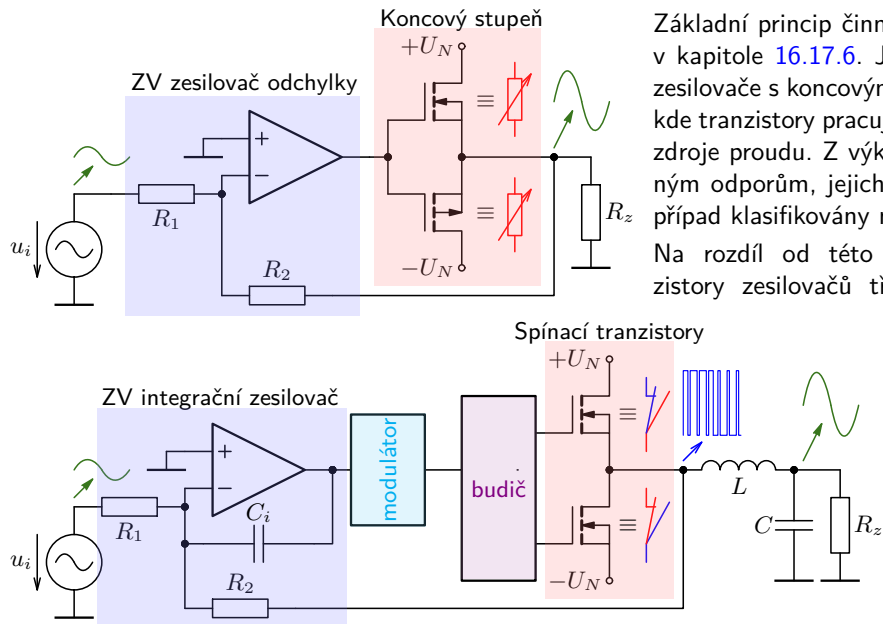 Koncový stupeň
+U_N
ZV zesilovač odchylky
+
−
≡
≡
R_1
R_2
u_i
−U_N
R_z
Základní princip činn
v kapitole 16.17.6. J
zesilovače s koncovýr
kde tranzistory pracuj
zdroje proudu. Z výk
ným odporům, jejich
případ klasifikovány r
Na rozdíl od této
zistory zesilovačů tř
Spínací tranzistory
+U_N
ZV integrační zesilovač
+
−
modulátor
budič
≡
≡
R_1
C_i
R_2
u_i
−U_N
L
C
R_z